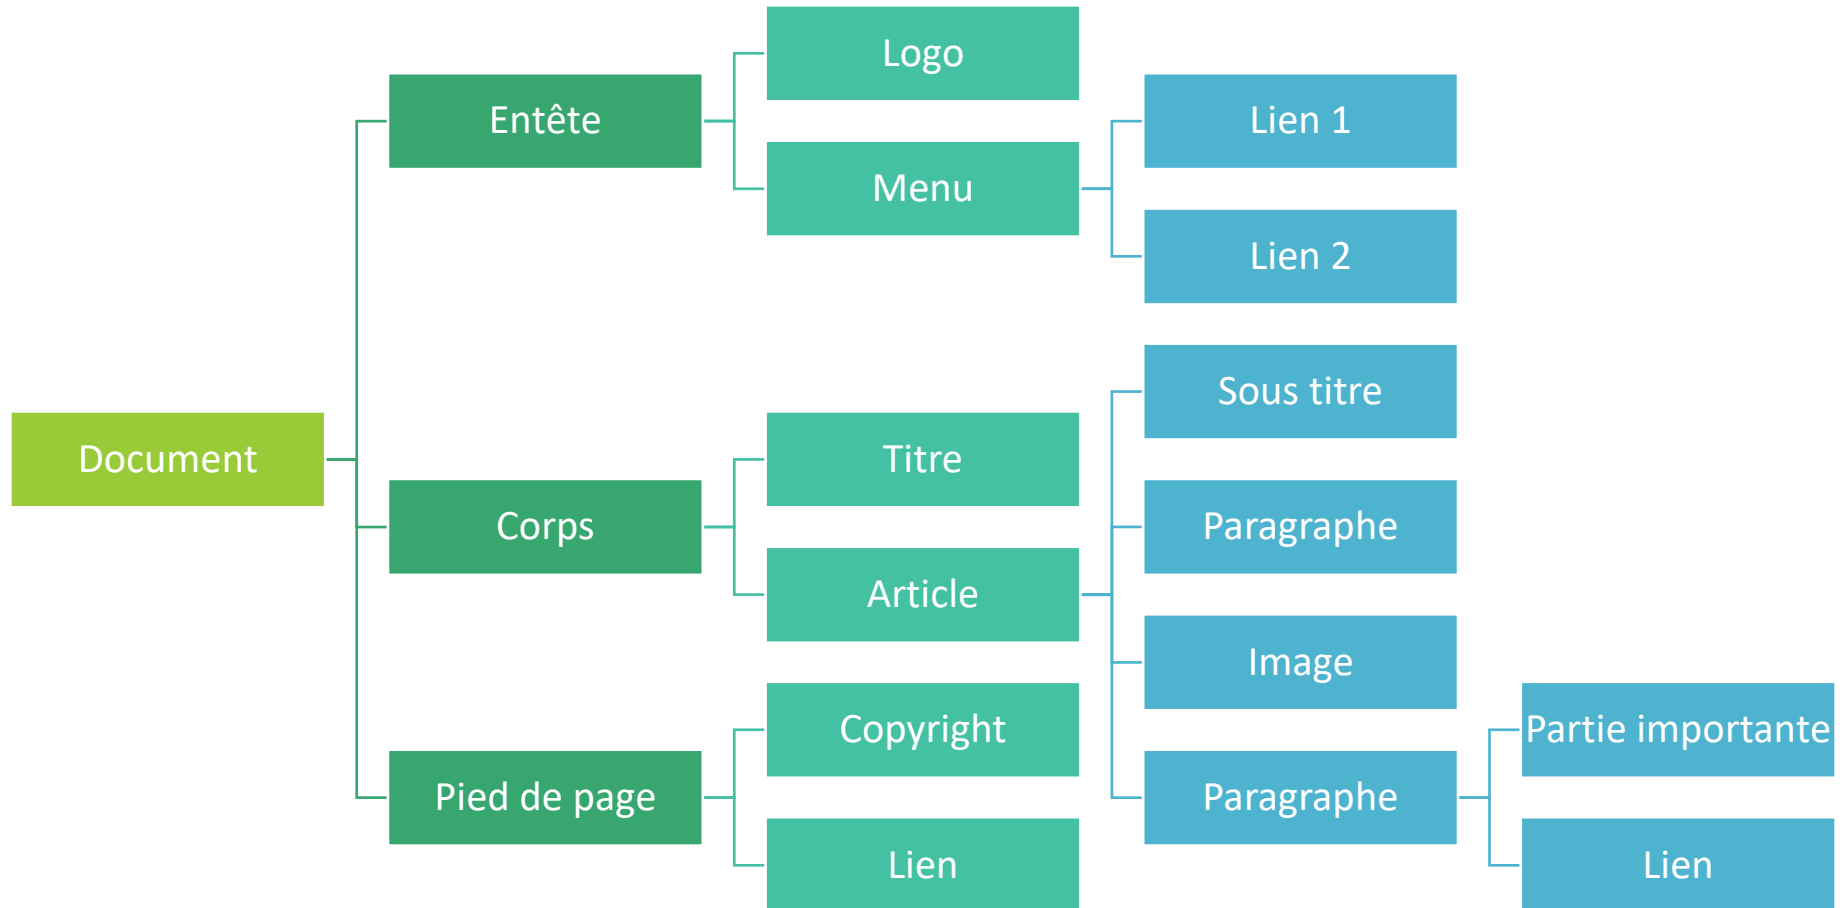 Document
Entête
Logo
Menu
Lien 1
Lien 2
Corps
Titre
Article
Sous titre
Paragraphe
Image
Paragraphe
Partie importante
Lien
Pied de page
Copyright
Lien